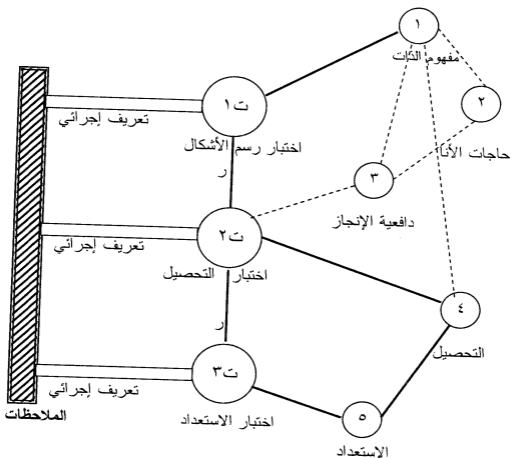 ١
مفهوم الذات
٢
حاجات الأنا
ت١
تعريف إجرائي
اختبار رسم الأشكال
ر
٣
دافعية الإنجاز
ت٢
تعريف إجرائي
اختبار التحصيل
ر
٤
التحصيل
ت٣
تعريف إجرائي
اختبار الاستعداد
٥
الاستعداد
الملاحظات